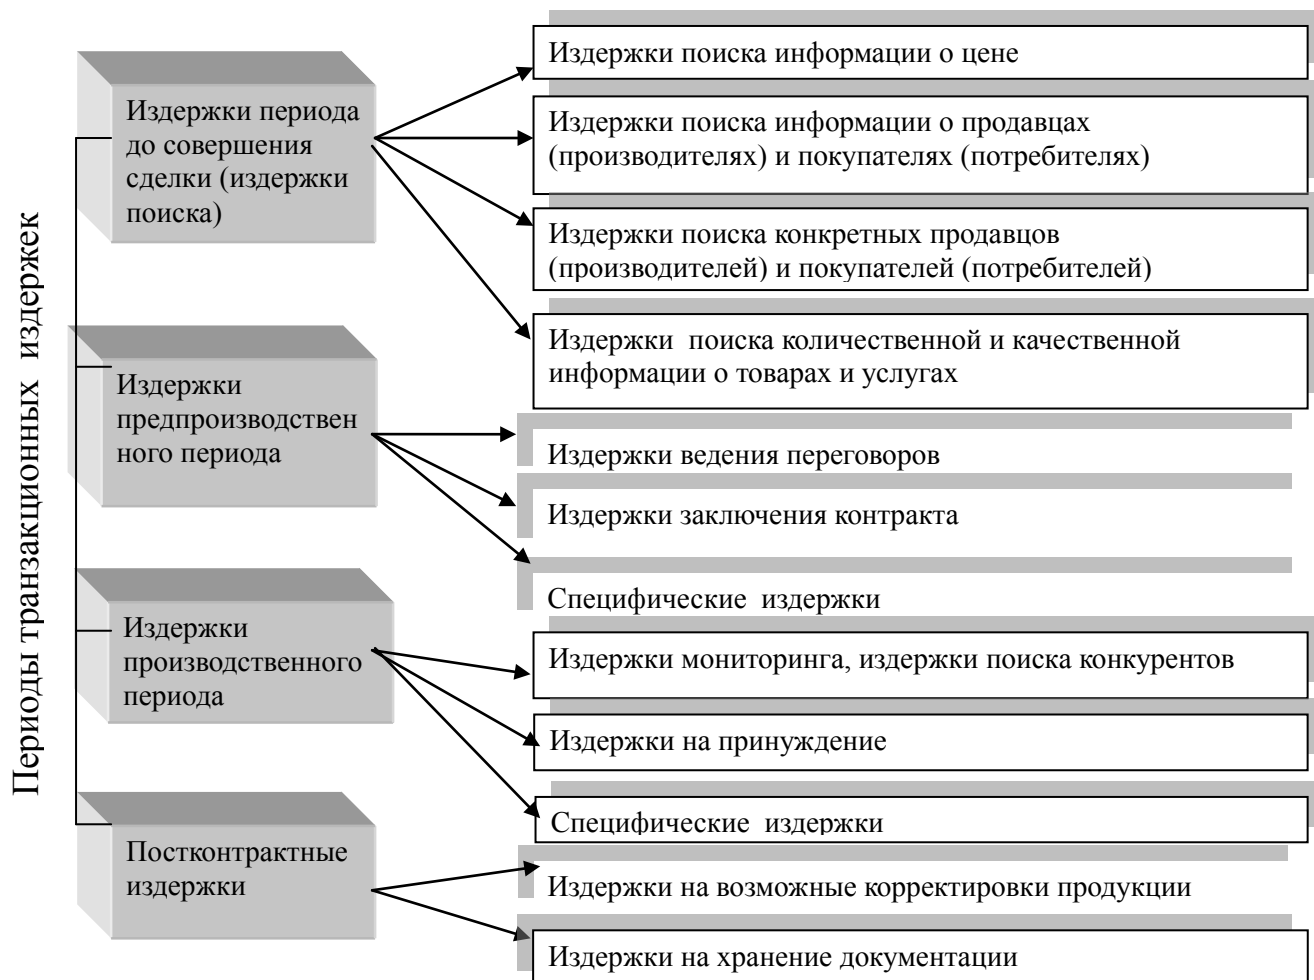 Периоды транзакционных издержек
Издержки периода
до совершения
сделки (издержки
поиска)
Издержки поиска информации о цене
Издержки поиска информации о продавцах
(производителях) и покупателях (потребителях)
Издержки поиска конкретных продавцов
(производителей) и покупателей (потребителей)
Издержки поиска количественной и качественной
информации о товарах и услугах
Издержки
предпроизводствен
ного периода
Издержки ведения переговоров
Издержки заключения контракта
Специфические издержки
Издержки
производственного
периода
Издержки мониторинга, издержки поиска конкурентов
Издержки на принуждение
Специфические издержки
Постконтрактные
издержки
Издержки на возможные корректировки продукции
Издержки на хранение документации